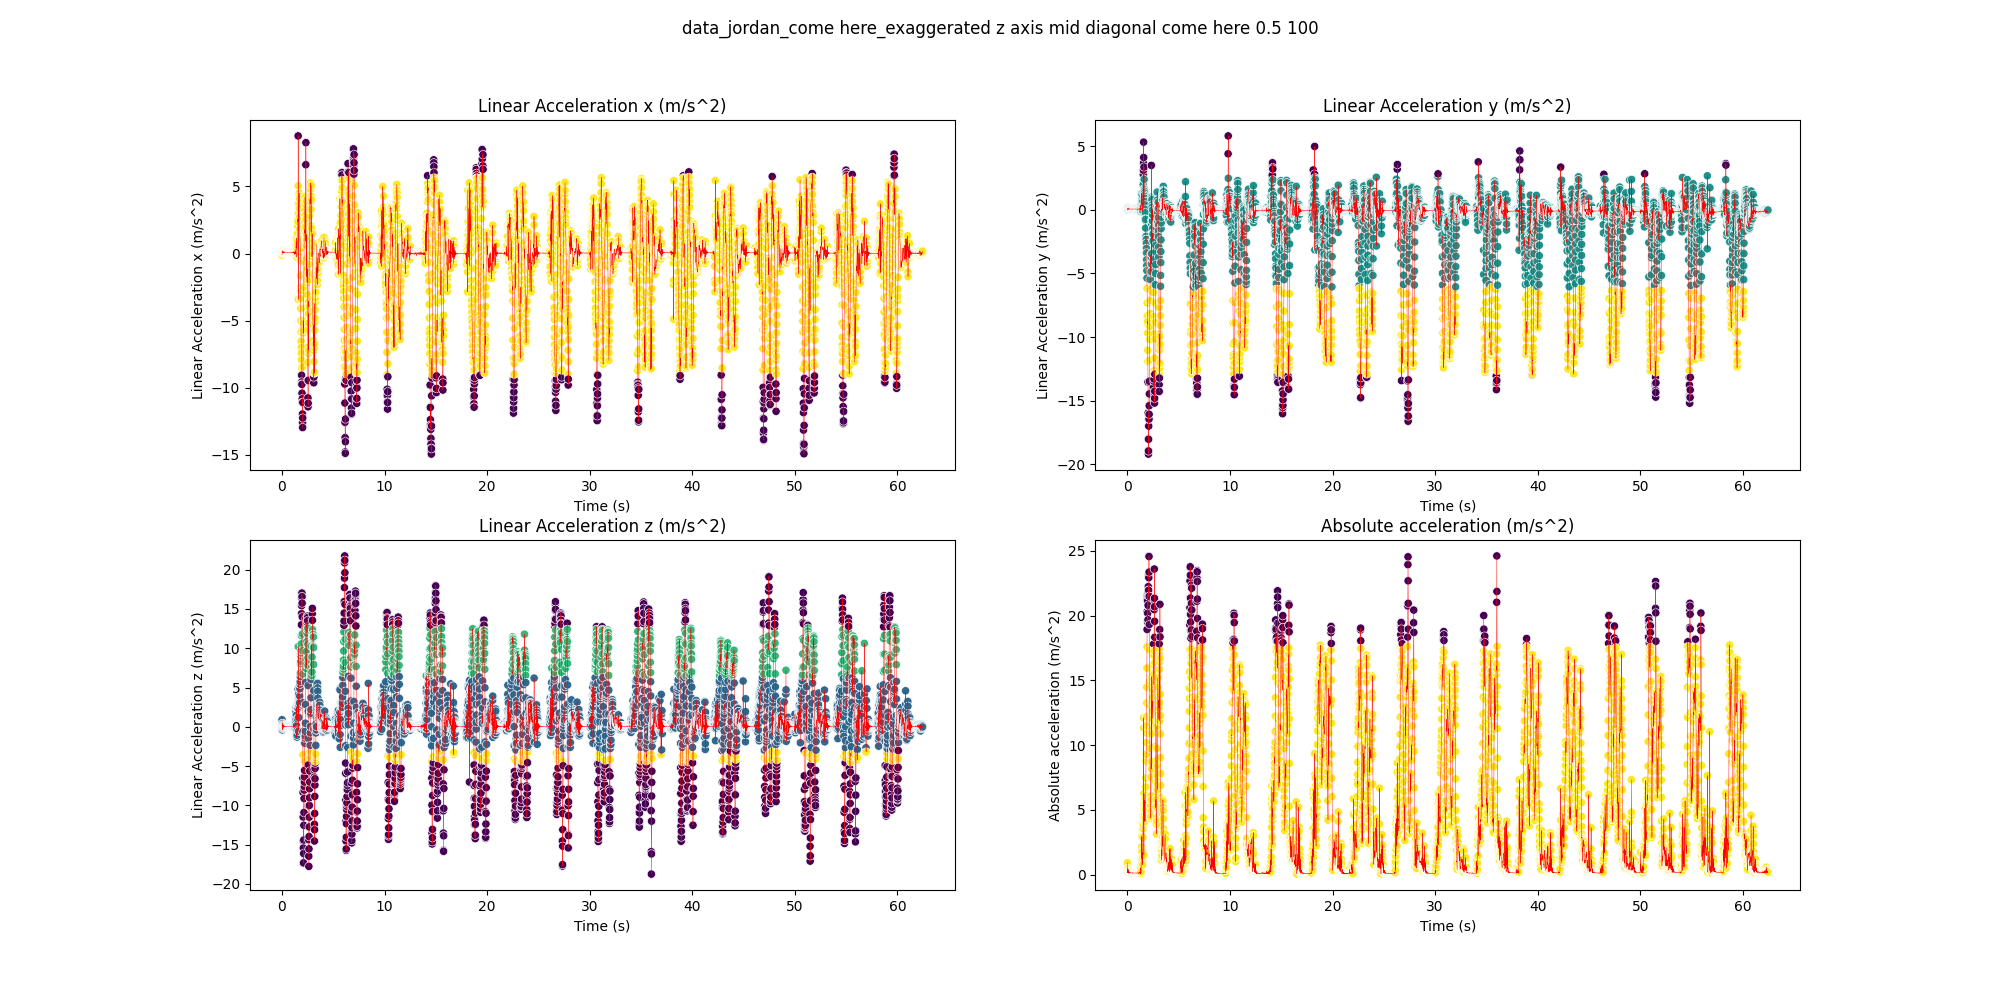 data_jordan_come here_exaggerated z axis mid diagonal come here 0.5 100
Linear Acceleration x (m/s^2)
Linear Acceleration x (m/s^2)
5
0
−5
−10
−15
0 10 20 30 40 50 60
Time (s)
Linear Acceleration y (m/s^2)
Linear Acceleration y (m/s^2)
5
0
−5
−10
−15
−20
0 10 20 30 40 50 60
Time (s)
Linear Acceleration z (m/s^2)
Linear Acceleration z (m/s^2)
20
15
10
5
0
−5
−10
−15
−20
0 10 20 30 40 50 60
Time (s)
Absolute acceleration (m/s^2)
Absolute acceleration (m/s^2)
25
20
15
10
5
0
0 10 20 30 40 50 60
Time (s)